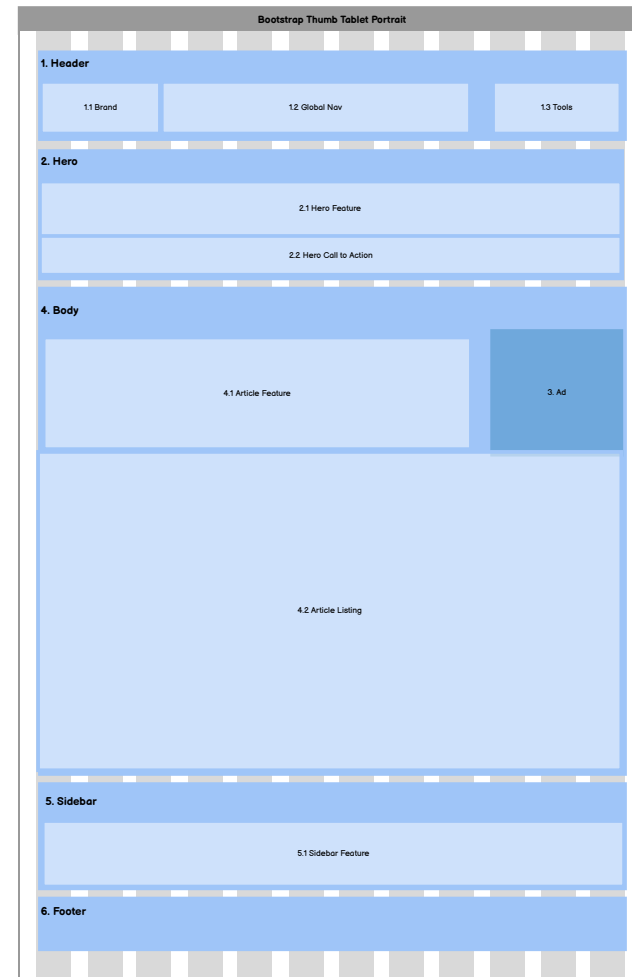 Bootstrap Thumb Tablet Portrait
1. Header
1.1 Brand
1.2 Global Nav
1.3 Tools
2. Hero
2.1 Hero Feature
2.2 Hero Call to Action
4. Body
4.1 Article Feature
3. Ad
4.2 Article Listing
5. Sidebar
5.1 Sidebar Feature
6. Footer